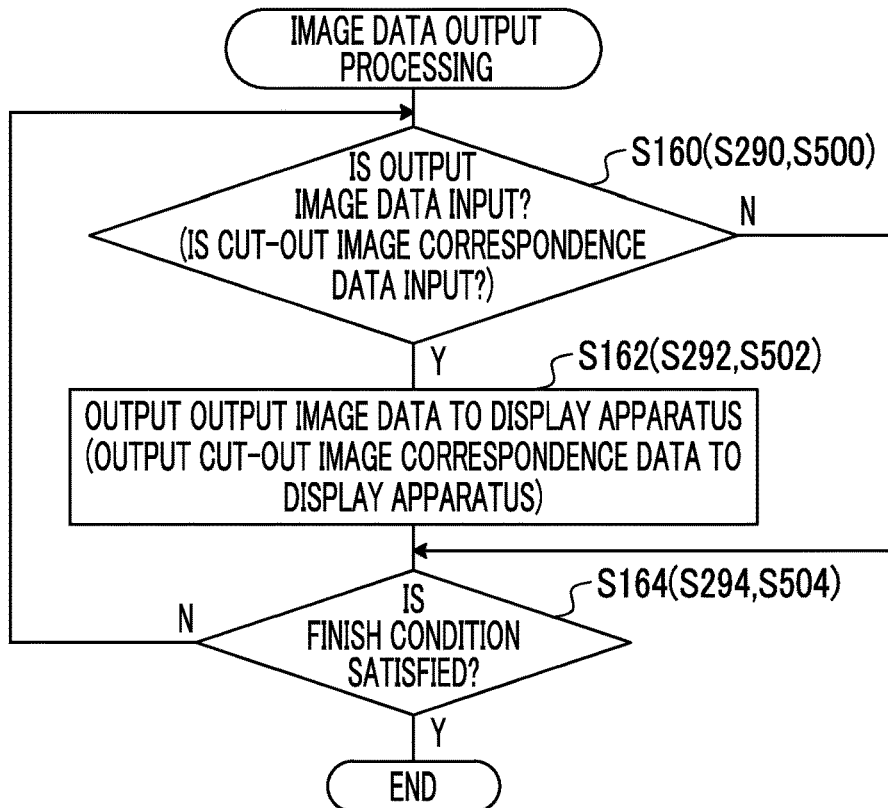 IMAGE DATA OUTPUT
PROCESSING
S160(S290,S500)
IS OUTPUT
IMAGE DATA INPUT?
(IS CUT-OUT IMAGE CORRESPONDENCE
DATA INPUT?)
N
Y
S162(S292,S502)
OUTPUT OUTPUT IMAGE DATA TO DISPLAY APPARATUS
(OUTPUT CUT-OUT IMAGE CORRESPONDENCE DATA TO
DISPLAY APPARATUS)
S164(S294,S504)
N
IS
FINISH CONDITION
SATISFIED?
Y
END